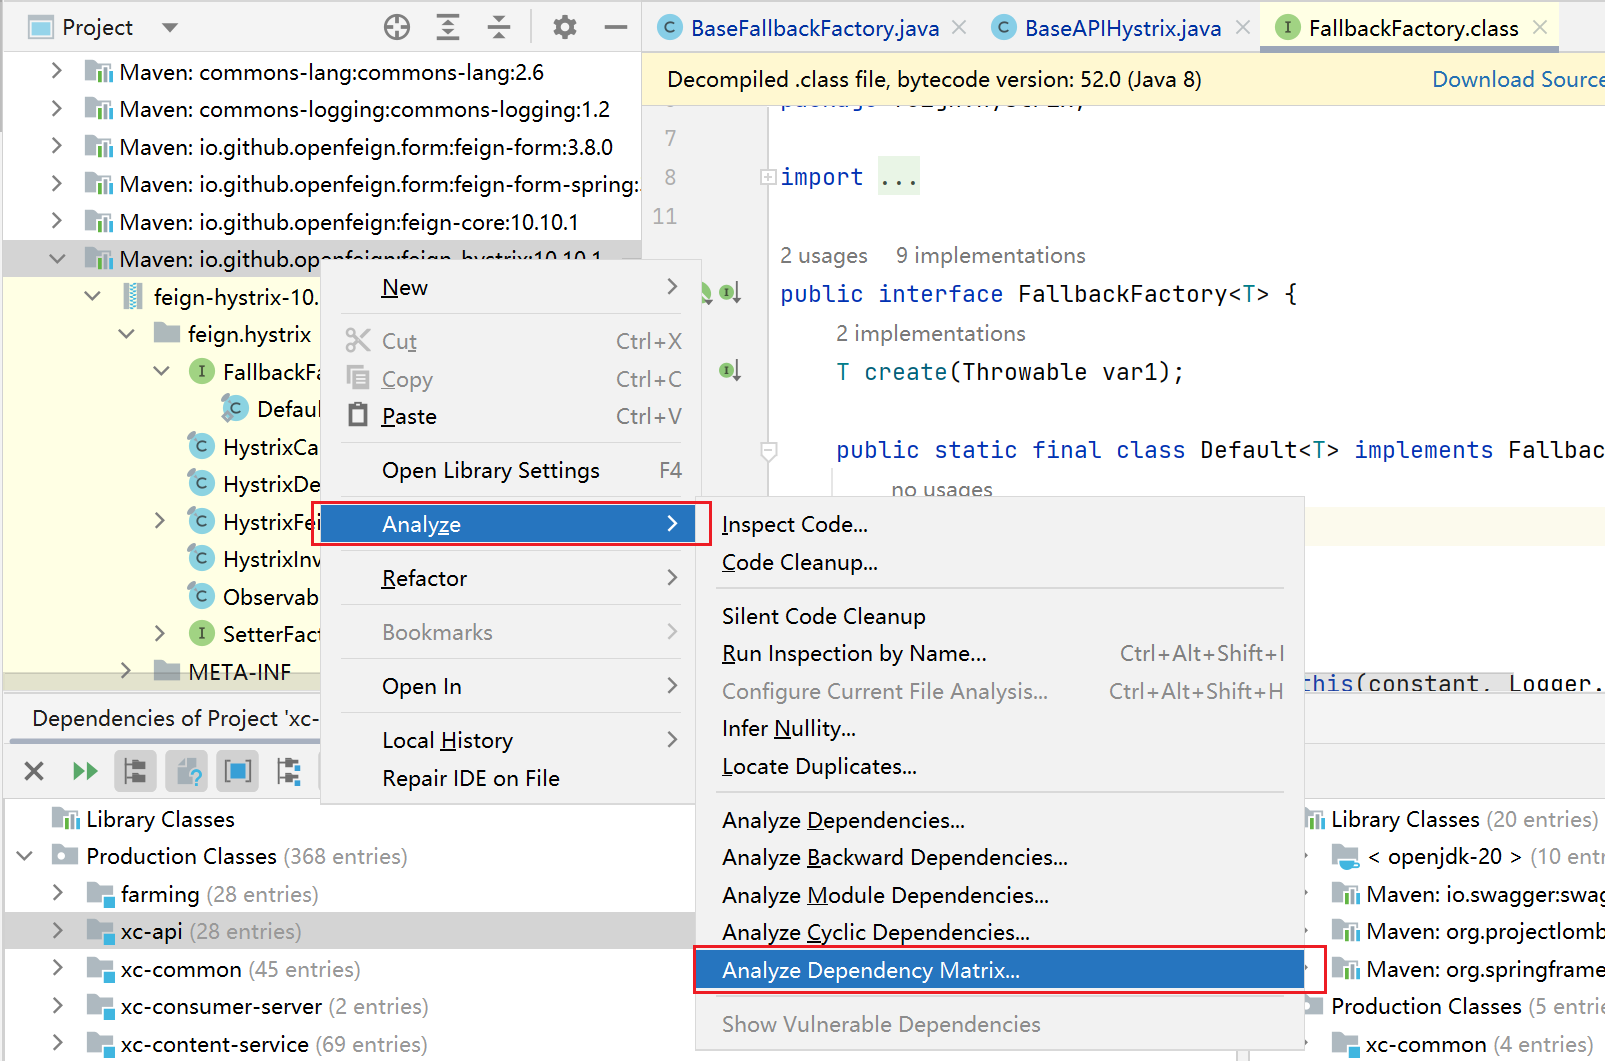 Project
BaseFallbackFactory.java
BaseAPIHystrix.java
FallbackFactory.class
Maven: commons-lang:commons-lang:2.6
Maven: commons-logging:commons-logging:1.2
Maven: io.github.openfeign.form:feign-form:3.8.0
Maven: io.github.openfeign.form:feign-form-spring:
Maven: io.github.openfeign:feign-core:10.10.1
Maven: io.github.openfeign:feign-hystrix:10.10.1
feign-hystrix-10.
feign.hystrix
FallbackFa
Defaul
HystrixCa
HystrixDe
HystrixFei
HystrixInv
Observab
SetterFact
META-INF
Decompiled .class file, bytecode version: 52.0 (Java 8)
Download Source
7
8 import ...
11
2 usages 9 implementations
public interface FallbackFactory<T> {
2 implementations
T create(Throwable var1);
public static final class Default<T> implements Fallbac
no usages
this(constant, Logger.
New
Cut Ctrl+X
Copy Ctrl+C
Paste Ctrl+V
Open Library Settings F4
Analyze
Refactor
Bookmarks
Open In
Local History
Repair IDE on File
Inspect Code...
Code Cleanup...
Silent Code Cleanup
Run Inspection by Name... Ctrl+Alt+Shift+I
Configure Current File Analysis... Ctrl+Alt+Shift+H
Infer Nullity...
Locate Duplicates...
Analyze Dependencies...
Analyze Backward Dependencies...
Analyze Module Dependencies...
Analyze Cyclic Dependencies...
Analyze Dependency Matrix...
Show Vulnerable Dependencies
Dependencies of Project 'xc-
Library Classes
Production Classes (368 entries)
farming (28 entries)
xc-api (28 entries)
xc-common (45 entries)
xc-consumer-server (2 entries)
xc-content-service (69 entries)
Library Classes (20 entries)
< openjdk-20 > (10 entr
Maven: io.swagger:swag
Maven: org.projectlomb
Maven: org.springframe
Production Classes (5 entrie
xc-common (4 entries)